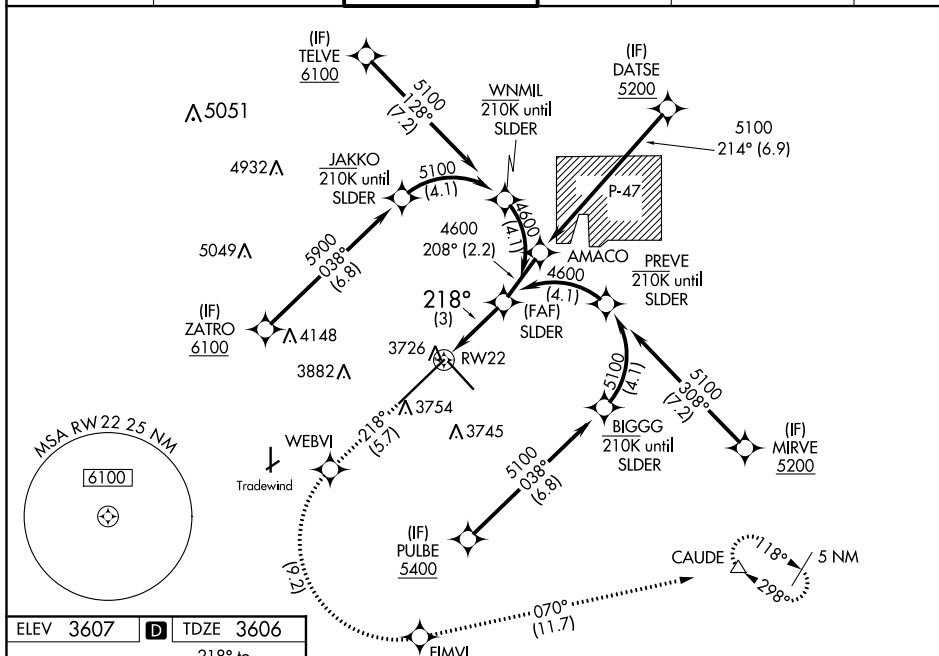 (IF)
TELVE
6100
(IF)
DATSE
5200
5100
128°
(7.2)
WNMIL
210K until
SLDER
5051
5100
214° (6.9)
4932
JAKKO
210K until
SLDER
5100
(4.1)
P-47
4600
(4.1)
4600
208° (2.2)
AMACO
5049
5900
038°
(6.8)
PREVE
210K until
SLDER
4600
(4.1)
218°
(3)
(FAF)
SLDER
(IF)
ZATRO
6100
4148
3726
RW22
3882
5100
(4.1)
5100
308°
(7.2)
3754
3745
BIGGG
210K until
SLDER
(IF)
MIRVE
5200
218°
(5.7)
WEBVI
MSA RW22 25 NM
6100
Tradewind
5100
038°
(6.8)
(IF)
PULBE
5400
CAUDE
118°
5 NM
298°
(9.2)
070°
(11.7)
ELEV 3607
D
TDZE 3606
218° to